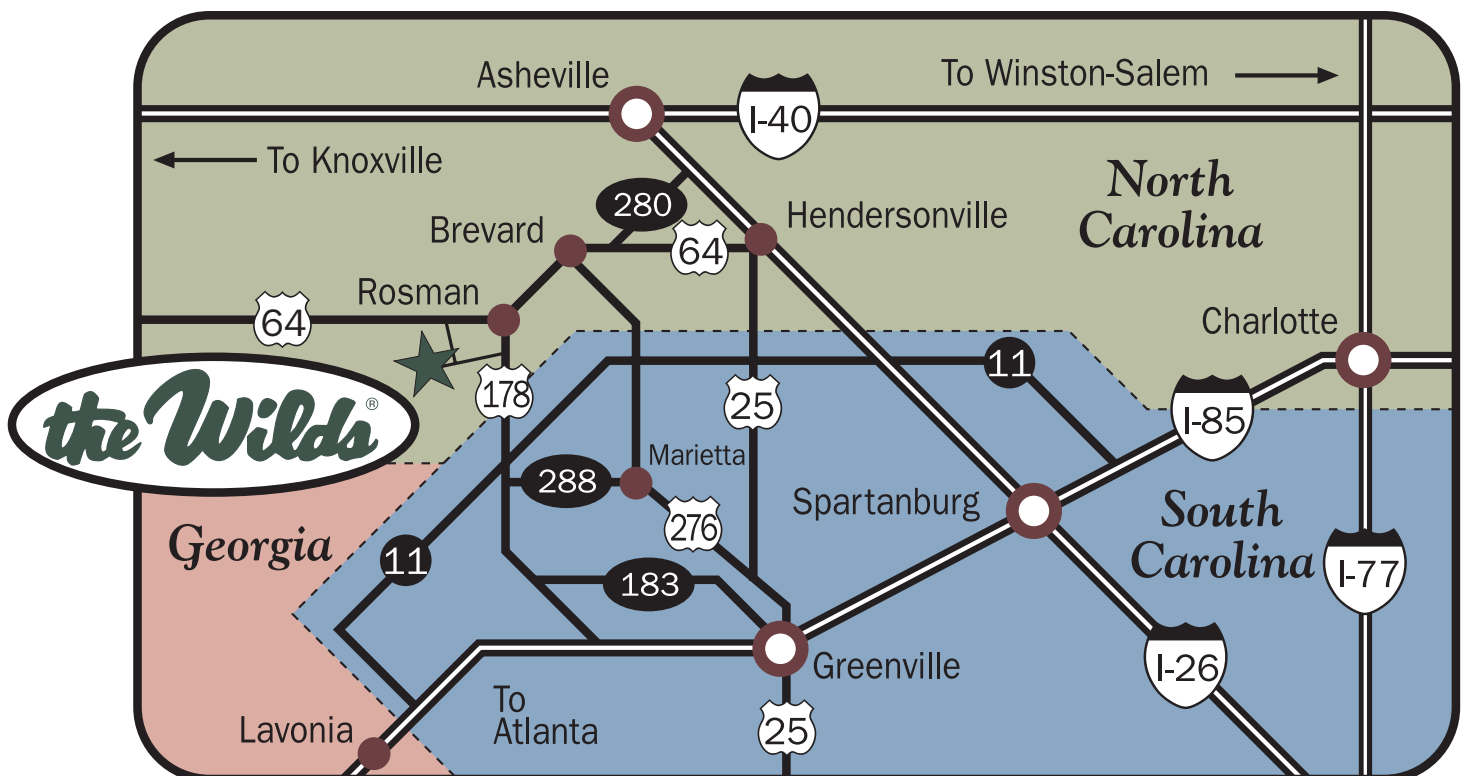 Asheville
To Winston-Salem
I-40
To Knoxville
North
Carolina
280
Hendersonville
Brevard
64
Rosman
64
Charlotte
11
178
25
I-85
the Wilds®
Marietta
288
Spartanburg
South
Carolina
276
Georgia
11
183
I-77
Greenville
I-26
To
Atlanta
Lavonia
25